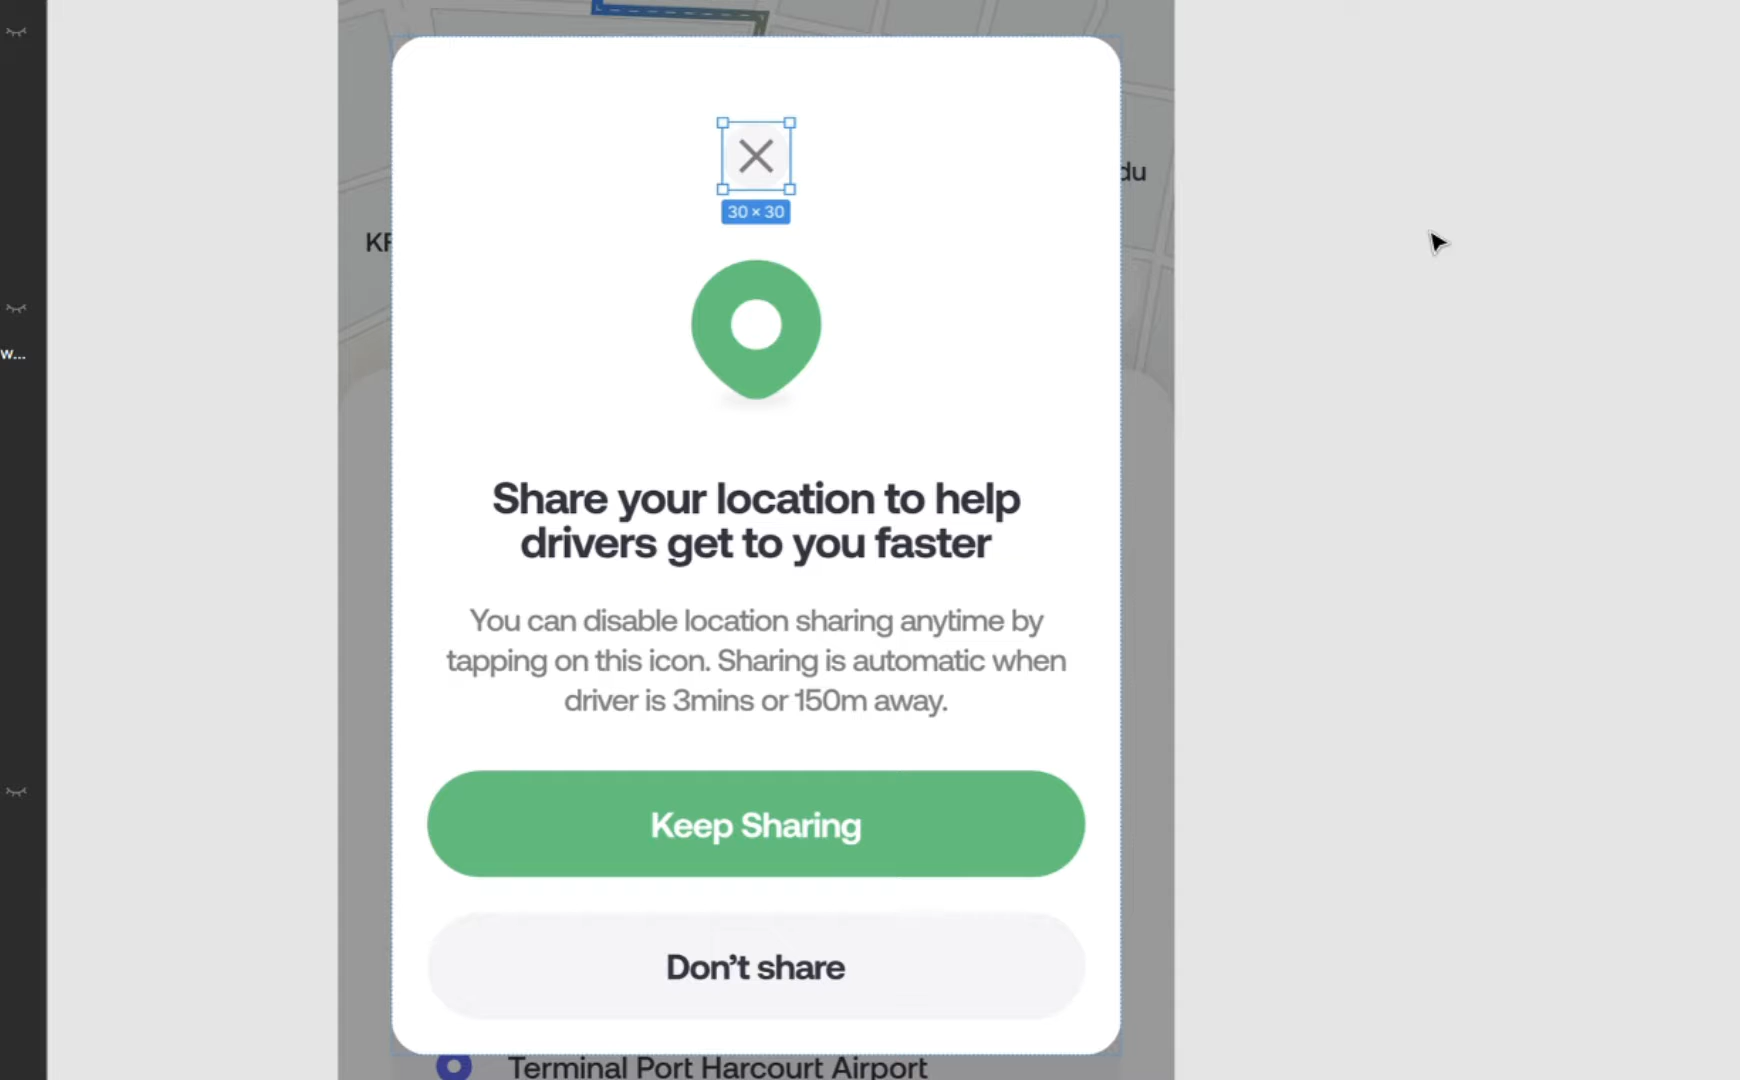 du
30 × 30
KF
w...
Share your location to help
drivers get to you faster
You can disable location sharing anytime by
tapping on this icon. Sharing is automatic when
driver is 3mins or 150m away.
Keep Sharing
Don’t share
Terminal Port Harcourt Airport